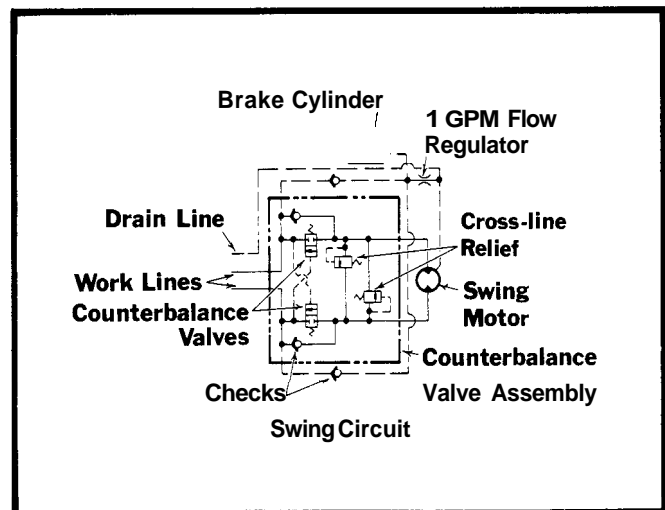 Brake Cylinder
1 GPM Flow
Regulator
Drain Line
Cross-line
Relief
Work Lines
Counterbalance
Valves
Swing
Motor
Counterbalance
Checks
Valve Assembly
Swing Circuit